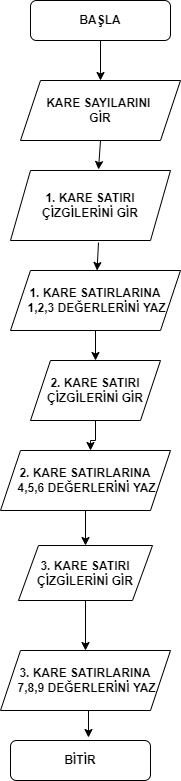 BAŞLA
KARE SAYILARINI
GİR
1. KARE SATIRI
ÇİZGİLERİNİ GİR
1. KARE SATIRLARINA
1,2,3 DEĞERLERİNİ YAZ
2. KARE SATIRI
ÇİZGİLERİNİ GİR
2. KARE SATIRLARINA
4,5,6 DEĞERLERİNİ YAZ
3. KARE SATIRI
ÇİZGİLERİNİ GİR
3. KARE SATIRLARINA
7,8,9 DEĞERLERİNİ YAZ
BİTİR